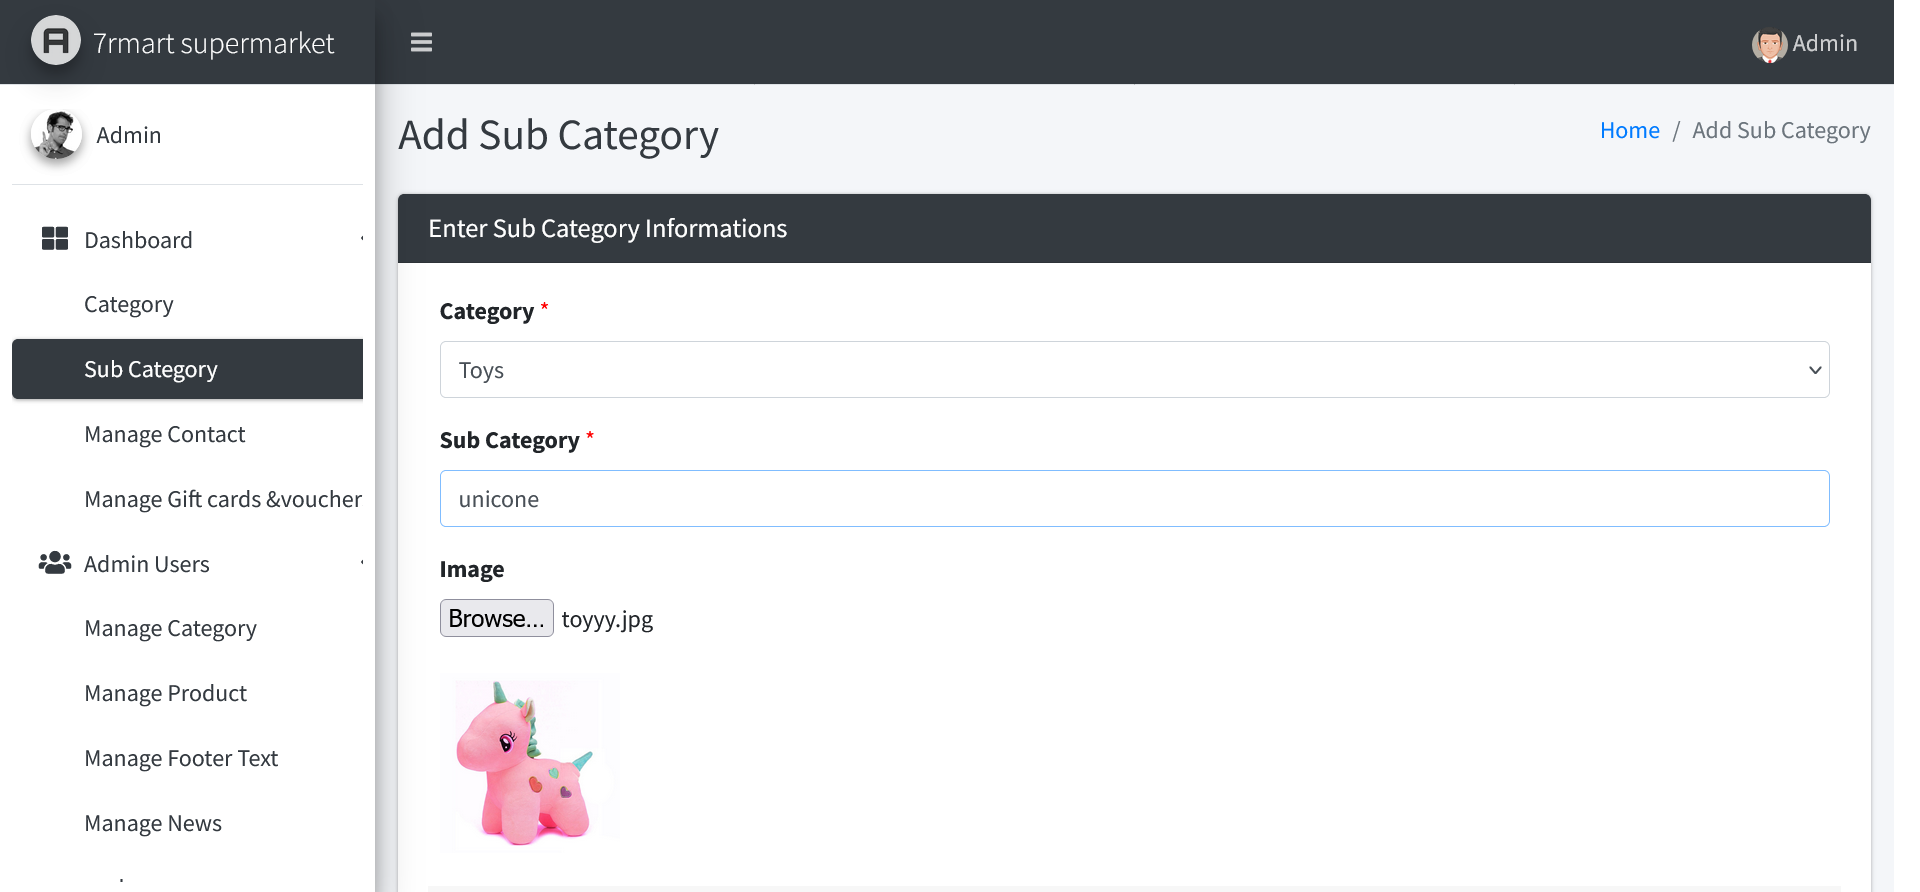 7rmart supermarket
Admin
Admin
Add Sub Category
Home / Add Sub Category
Dashboard
Category
Sub Category
Manage Contact
Manage Gift cards &voucher
Admin Users
Manage Category
Manage Product
Manage Footer Text
Manage News
Enter Sub Category Informations
Category *
Toys
Sub Category *
unicone
Image
Browse... toyyy.jpg